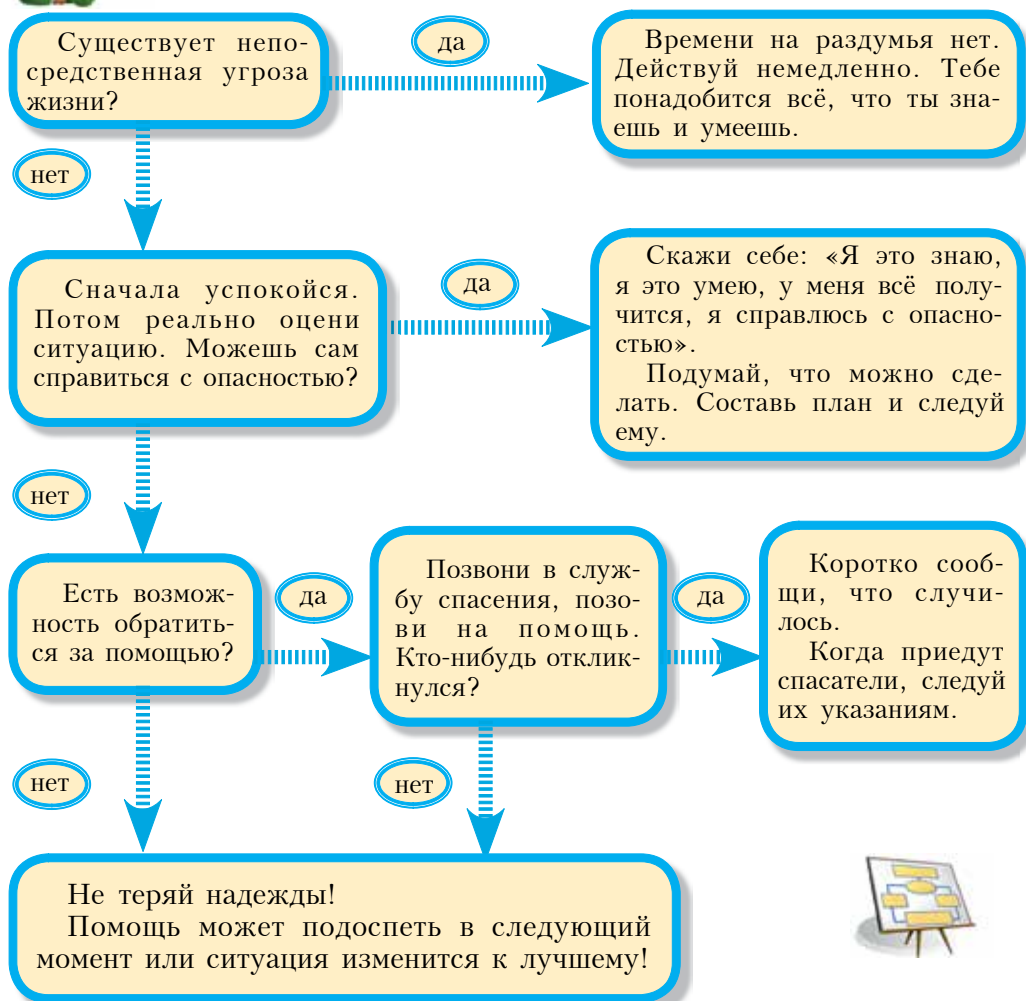 Существует непо-
средственная угроза
жизни?
да
Времени на раздумья нет.
Действуй немедленно. Тебе
понадобится всё, что ты зна-
ешь и умеешь.
нет
Сначала успокойся.
Потом реально оцени
ситуацию. Можешь сам
справиться с опасностью?
да
Скажи себе: «Я это знаю,
я это умею, у меня всё полу-
чится, я справлюсь с опасно-
стью».
Подумай, что можно сде-
лать. Составь план и следуй
ему.
нет
Есть возмож-
ность обратить-
ся за помощью?
да
Позвони в служ-
бу спасения, позо-
ви на помощь.
Кто-нибудь отклик-
нулся?
да
Коротко сооб-
щи, что случи-
лось.
Когда приедут
спасатели, следуй
их указаниям.
нет
нет
Не теряй надежды!
Помощь может подоспеть в следующий
момент или ситуация изменится к лучшему!